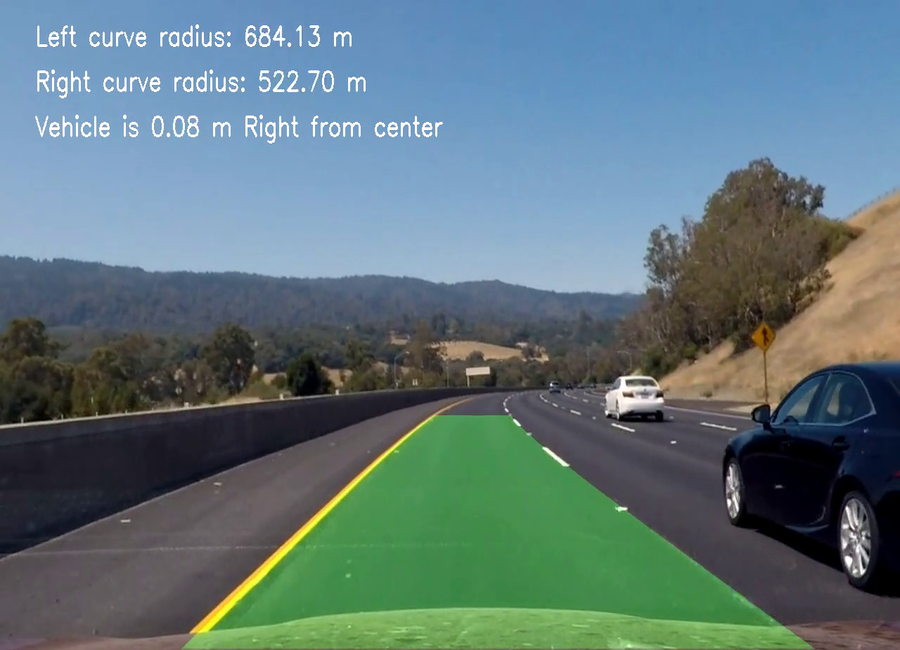 Left curve radius: 684.13 m
Right curve radius: 522.70 m
Vehicle is 0.08 m Right from center